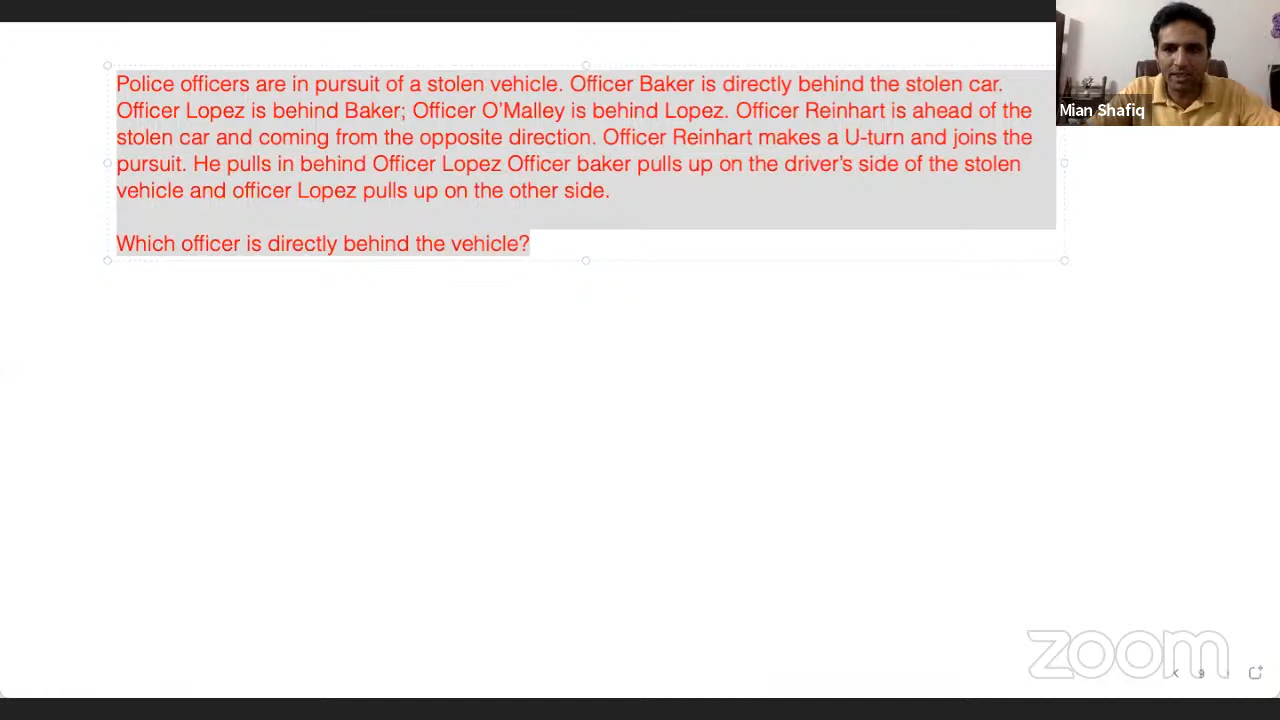 Police officers are in pursuit of a stolen vehicle. Officer Baker is directly behind the stolen car.
Officer Lopez is behind Baker; Officer O'Malley is behind Lopez. Officer Reinhart is ahead of the
stolen car and coming from the opposite direction. Officer Reinhart makes a U-turn and joins the
pursuit. He pulls in behind Officer Lopez Officer baker pulls up on the driver's side of the stolen
vehicle and officer Lopez pulls up on the other side.
Which officer is directly behind the vehicle?
Mian Shafiq
zoom
9